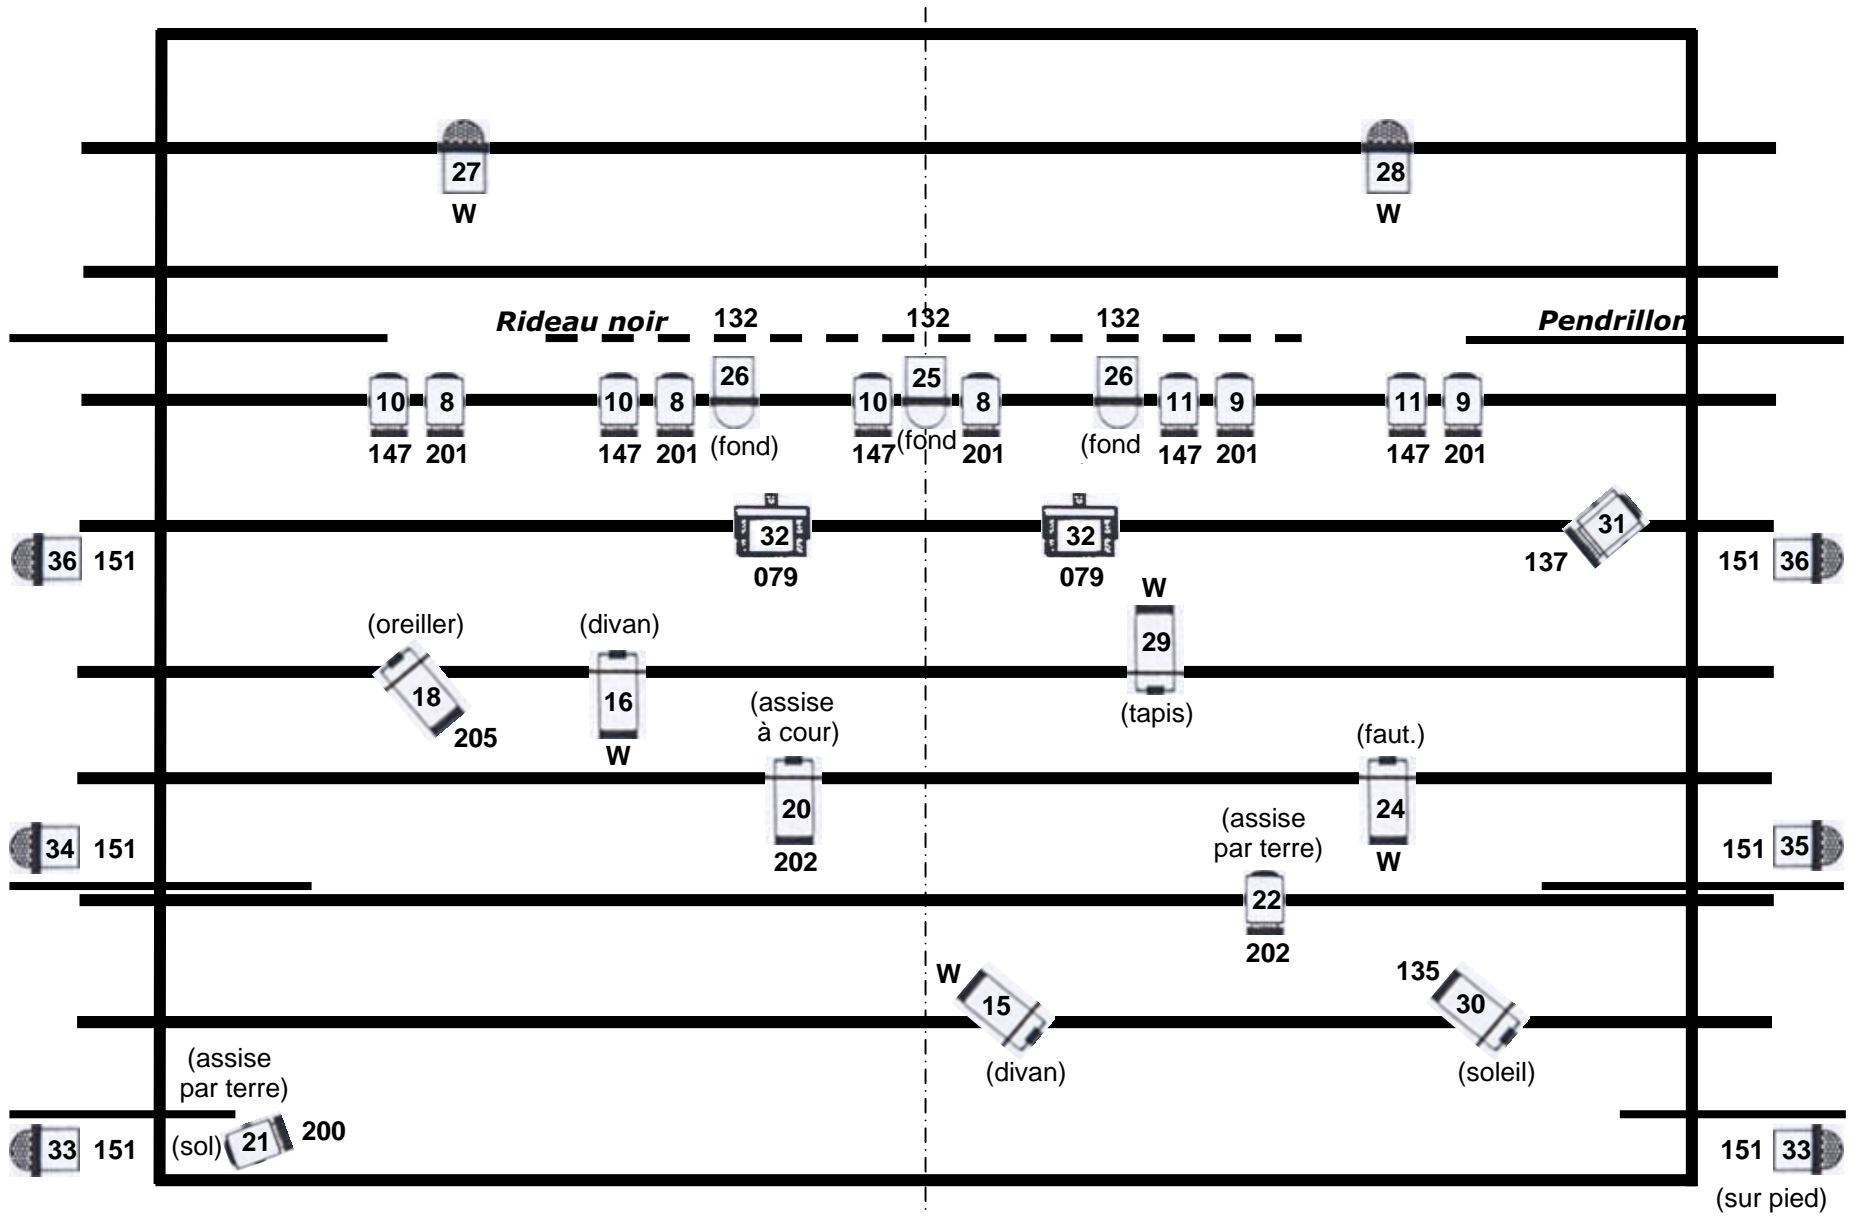 27
28
W
W
Rideau noir
132
132
132
Pendrillon
26
25
26
10
8
10
8
10
8
11
9
11
9
147
201
147
201
(fond)
147
(fond
201
(fond
147
201
147
201
32
32
31
36
151
079
079
137
151
36
W
(oreiller)
(divan)
29
18
16
(assise
à cour)
(tapis)
205
W
(faut.)
20
24
(assise
par terre)
34
151
202
W
151
35
22
202
W
15
135
30
(assise
par terre)
(divan)
(soleil)
33
151
(sol)
21
200
151
33
(sur pied)